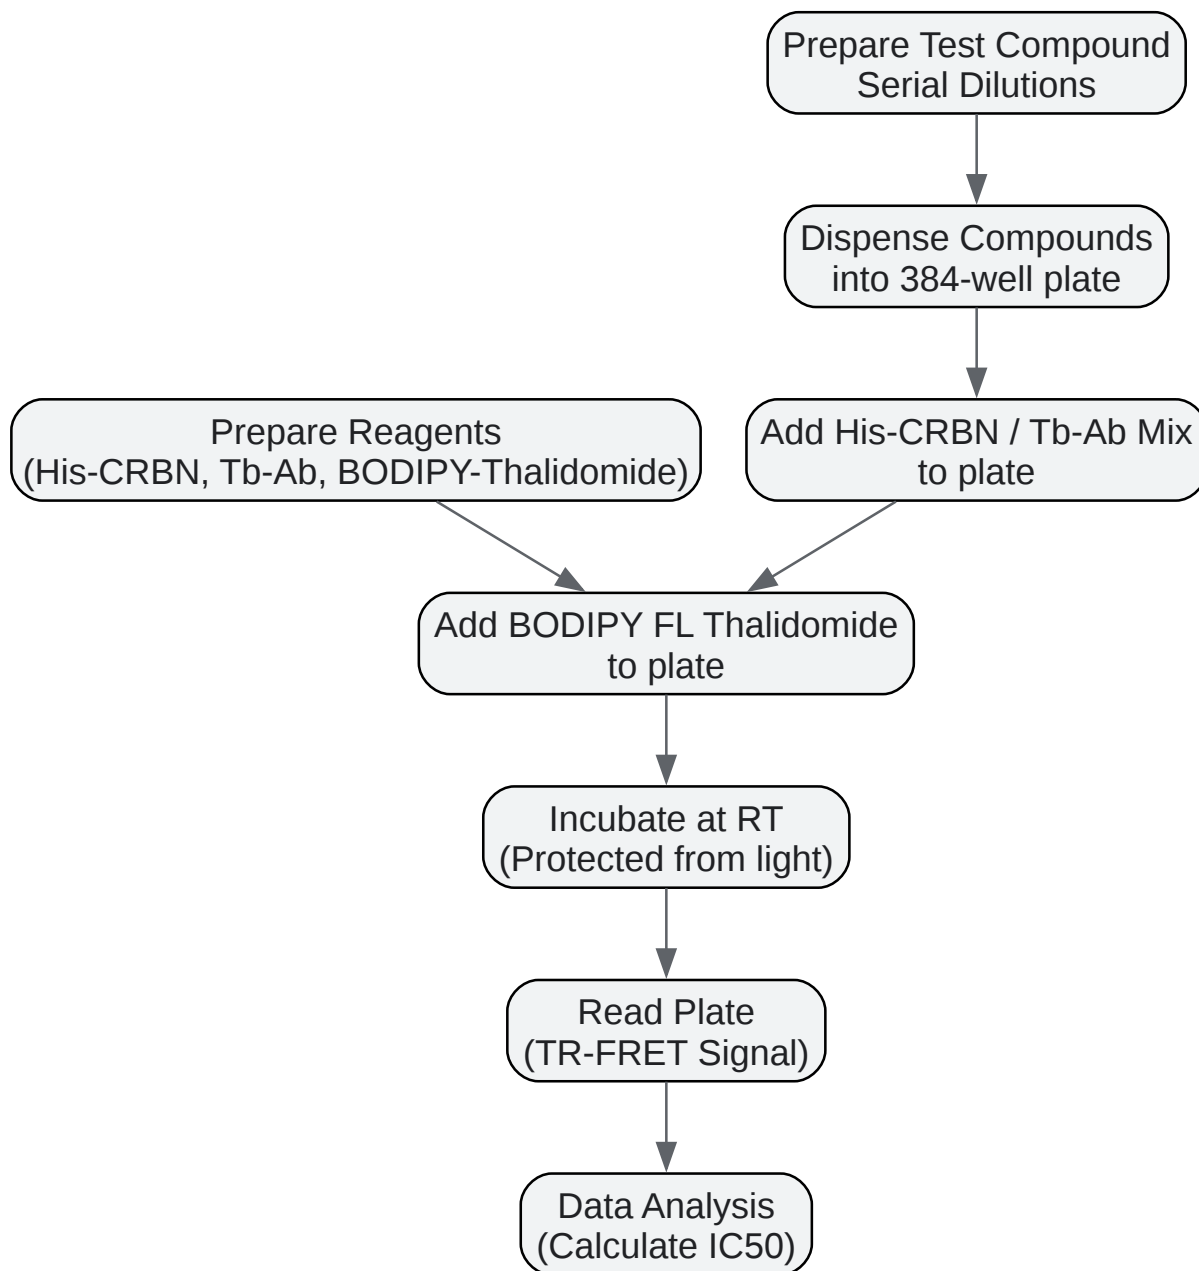 Prepare Test Compound
Serial Dilutions
Dispense Compounds
into 384-well plate
Prepare Reagents
(His-CRBN, Tb-Ab, BODIPY-Thalidomide)
Add His-CRBN / Tb-Ab Mix
to plate
Add BODIPY FL Thalidomide
to plate
Incubate at RT
(Protected from light)
Read Plate
(TR-FRET Signal)
Data Analysis
(Calculate IC50)